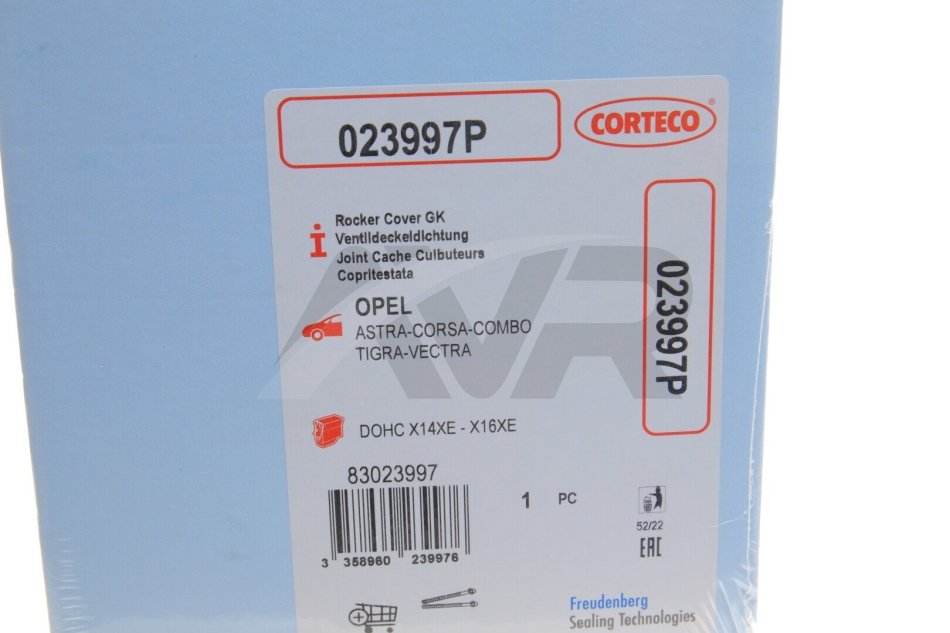 023997P
CORTECO®
Rocker Cover GK
Ventildeckeldichtung
Joint Cache Culbuteurs
Copritestata
OPEL
ASTRA-CORSA-COMBO
TIGRA-VECTRA
023997P
AVR
DOHC X14XE - X16XE
83023997
1 PC
52/22
EAC
3 358960 239976
Freudenberg
Sealing Technologies